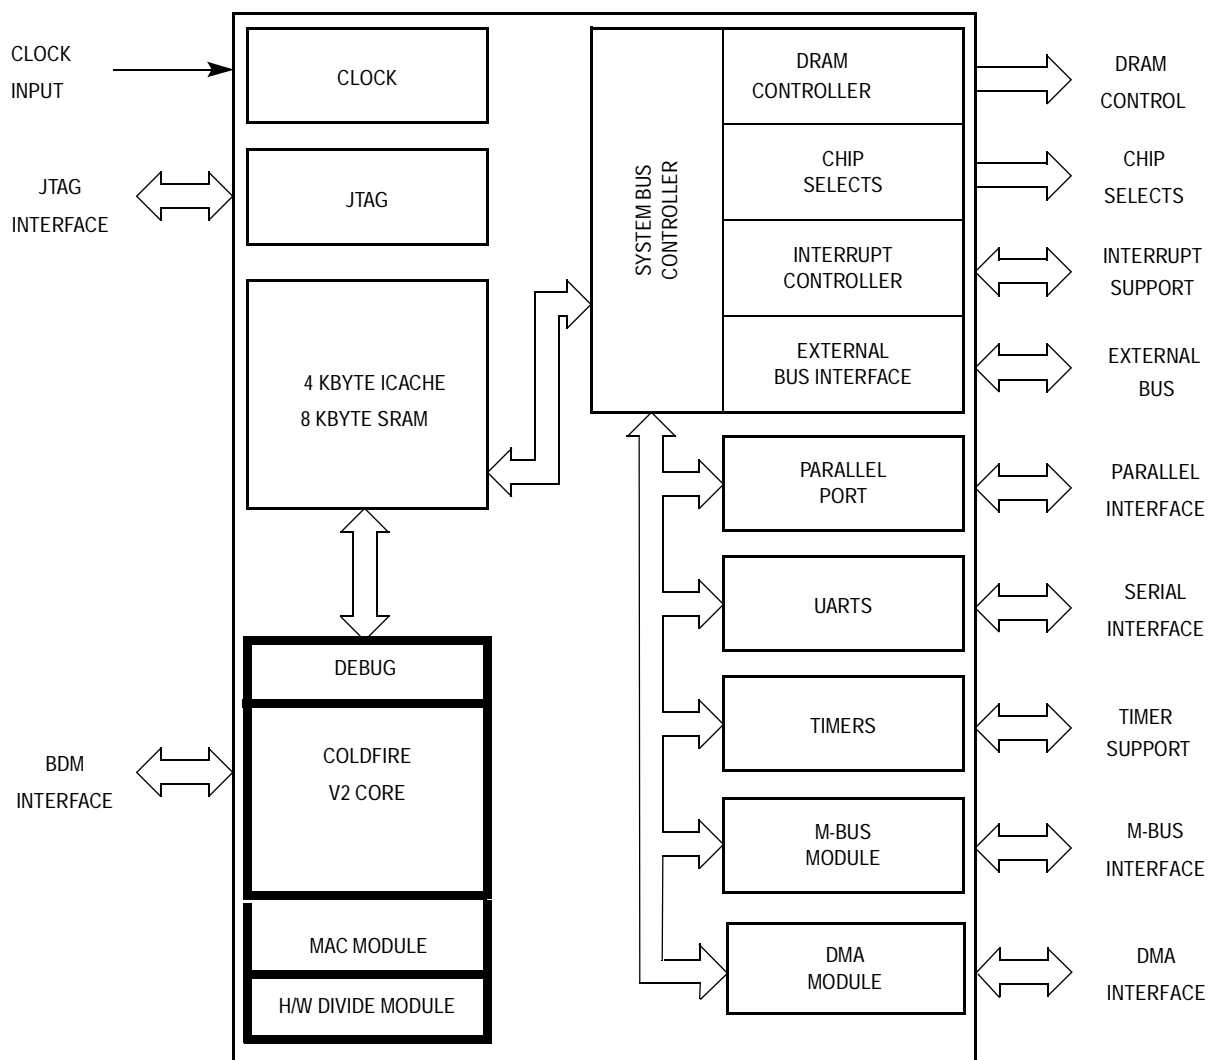 CLOCK
INPUT
CLOCK
JTAG
INTERFACE
JTAG
4 KBYTE ICACHE
8 KBYTE SRAM
DEBUG
COLDFIRE
V2 CORE
BDM
INTERFACE
MAC MODULE
H/W DIVIDE MODULE
SYSTEM BUS
CONTROLLER
DRAM
CONTROLLER
DRAM
CONTROL
CHIP
SELECTS
CHIP
SELECTS
INTERRUPT
CONTROLLER
INTERRUPT
SUPPORT
EXTERNAL
BUS INTERFACE
EXTERNAL
BUS
PARALLEL
PORT
PARALLEL
INTERFACE
UARTS
SERIAL
INTERFACE
TIMERS
TIMER
SUPPORT
M-BUS
MODULE
M-BUS
INTERFACE
DMA
MODULE
DMA
INTERFACE